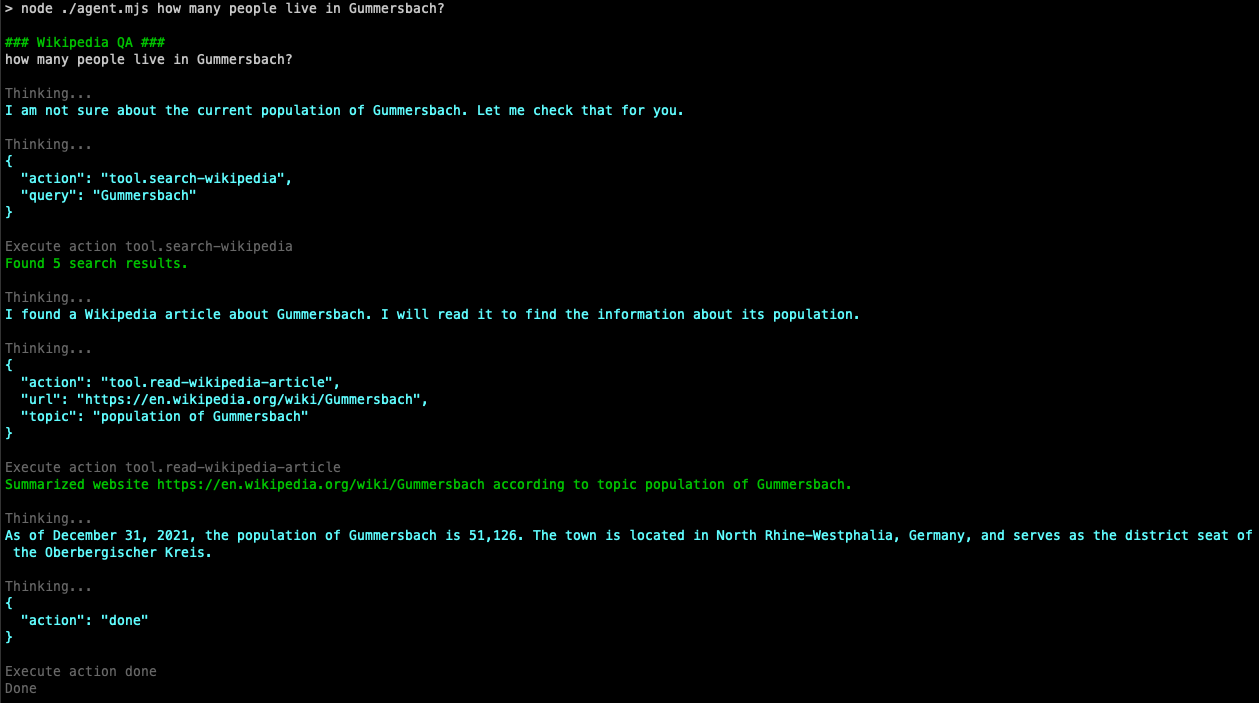 > node ./agent.mjs how many people live in Gummersbach?
### Wikipedia QA ###
how many people live in Gummersbach?
Thinking...
I am not sure about the current population of Gummersbach. Let me check that for you.
Thinking...
{
  "action": "tool.search-wikipedia",
  "query": "Gummersbach"
}
Execute action tool.search-wikipedia
Found 5 search results.
Thinking...
I found a Wikipedia article about Gummersbach. I will read it to find the information about its population.
Thinking...
{
  "action": "tool.read-wikipedia-article",
  "url": "https://en.wikipedia.org/wiki/Gummersbach",
  "topic": "population of Gummersbach"
}
Execute action tool.read-wikipedia-article
Summarized website https://en.wikipedia.org/wiki/Gummersbach according to topic population of Gummersbach.
Thinking...
As of December 31, 2021, the population of Gummersbach is 51,126. The town is located in North Rhine-Westphalia, Germany, and serves as the district seat of
 the Oberbergischer Kreis.
Thinking...
{
  "action": "done"
}
Execute action done
Done